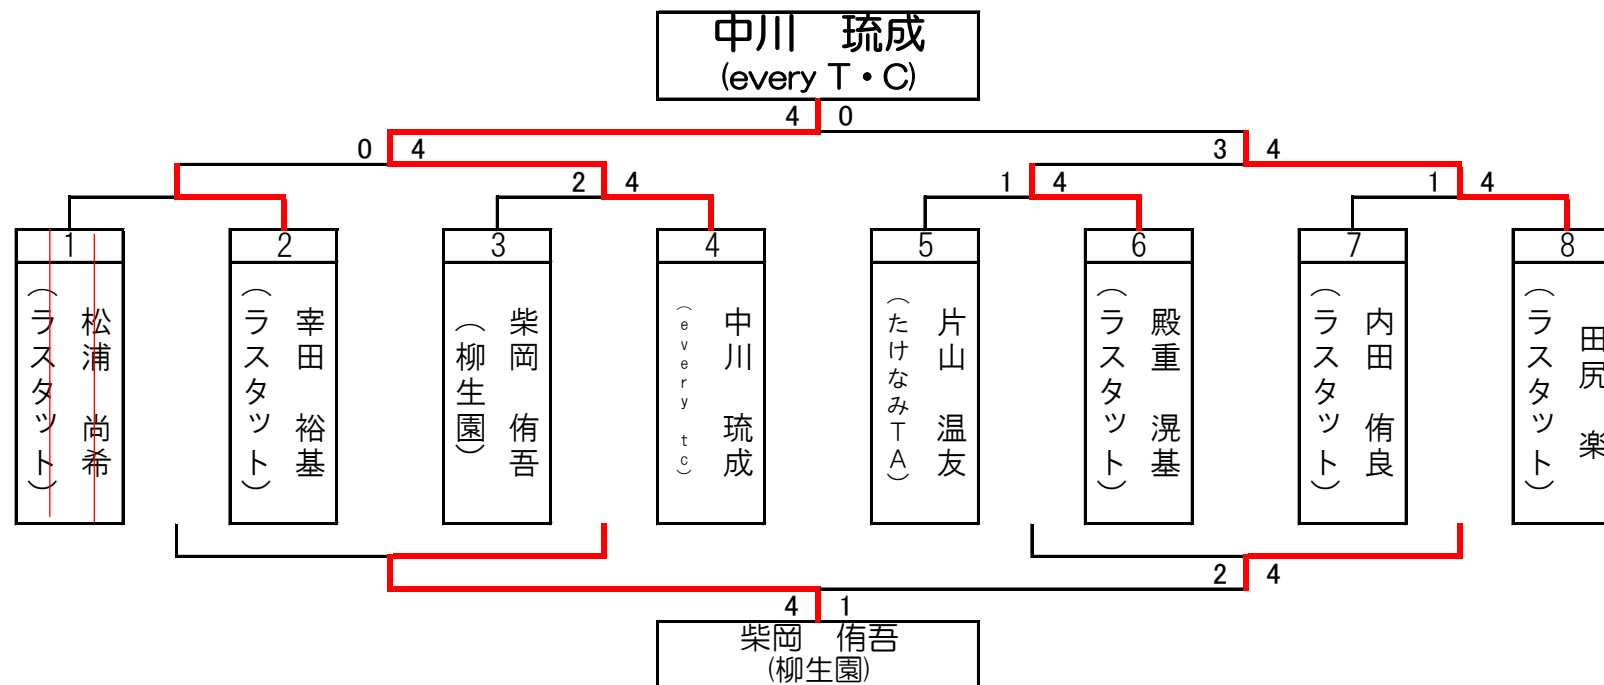 中川　琉成
(every T・C)
4 0
0 4
3 4
2 4
1 4
1 4
1
松浦　尚希
(ラスタット)
2
宰田　裕基
(ラスタット)
3
柴岡　侑吾
(柳生園)
4
中川　琉成
(every tc)
5
片山　温友
(たけなみTA)
6
殿重　滉基
(ラスタット)
7
内田　侑良
(ラスタット)
8
田尻　楽
(ラスタット)
2 4
4 1
柴岡　侑吾
(柳生園)